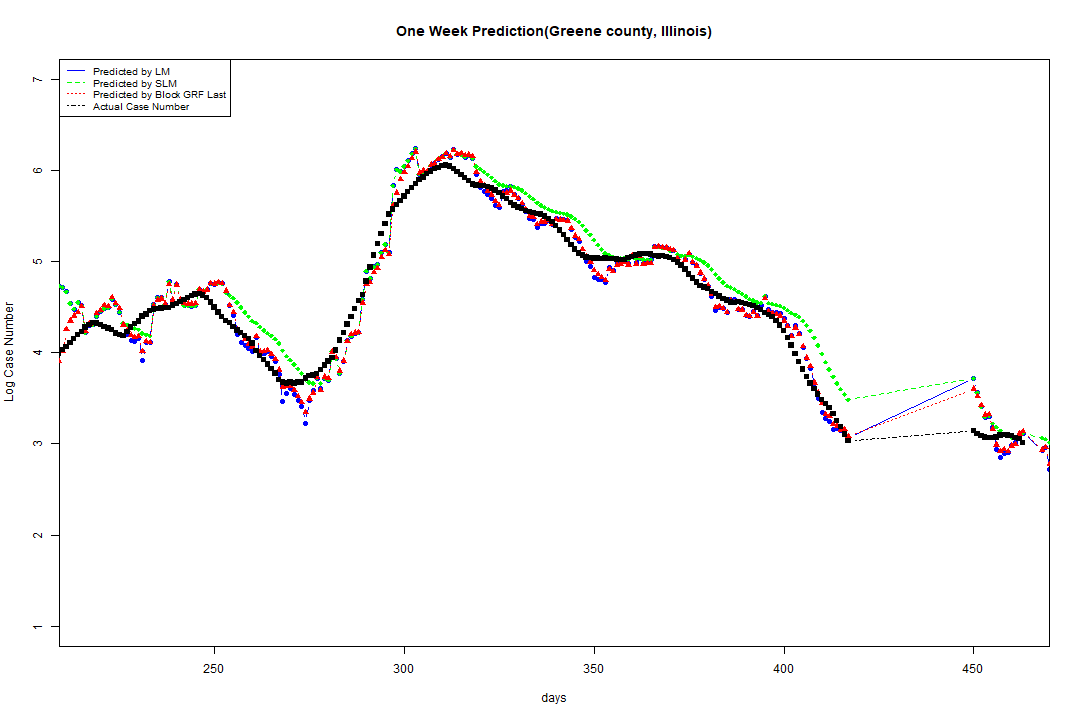 One Week Prediction(Greene county, Illinois)
Predicted by LM
Predicted by SLM
Predicted by Block GRF Last
Actual Case Number
Log Case Number
7
6
5
4
3
2
1
250
300
350
400
450
days